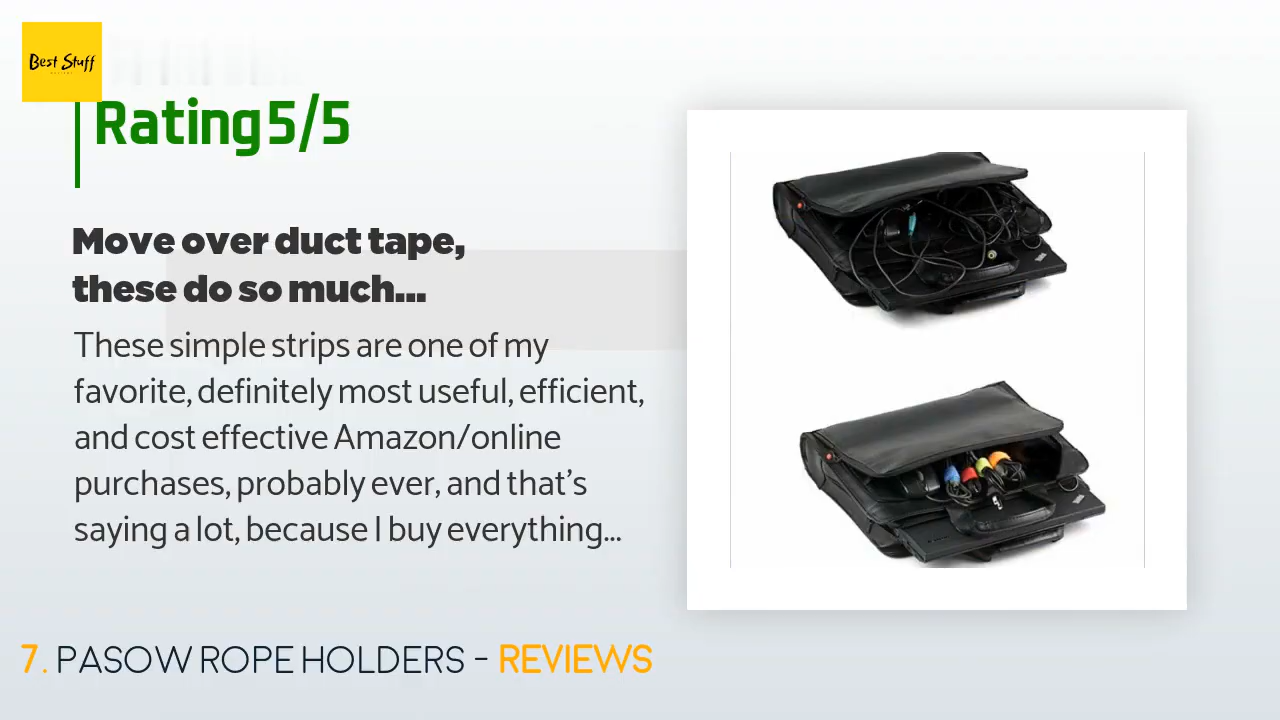 Best Stuff
Rating 5/5
Move over duct tape,
these do so much...
These simple strips are one of my
favorite, definitely most useful, efficient,
and cost effective Amazon/online
purchases, probably ever, and that's
saying a lot, because I buy everything...
7. PASOW ROPE HOLDERS - REVIEWS